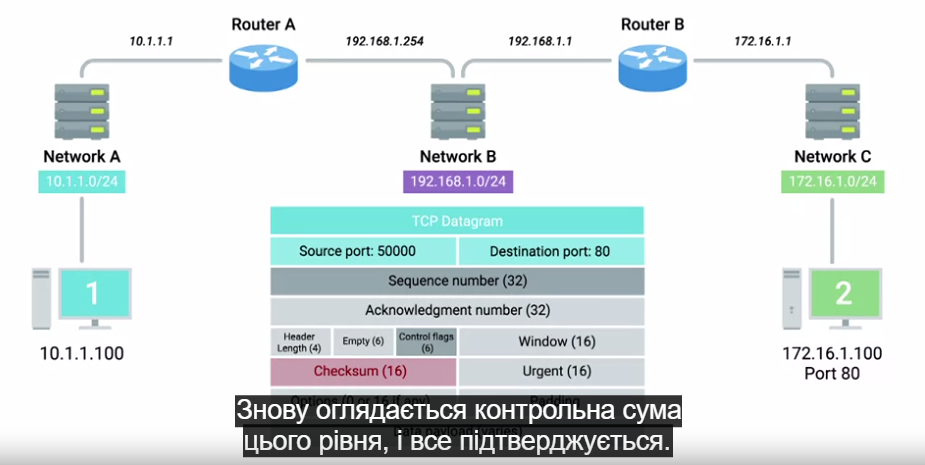 Router A
Router B
10.1.1.1
192.168.1.254
192.168.1.1
172.16.1.1
Network A
Network B
Network C
10.1.1.0/24
192.168.1.0/24
172.16.1.0/24
TCP Datagram
Source port: 50000
Destination port: 80
Sequence number (32)
Acknowledgment number (32)
Header Length (4)
Empty (6)
Control flags (6)
Window (16)
Checksum (16)
Urgent (16)
1
10.1.1.100
2
172.16.1.100
Port 80
Знову оглядається контрольна сума
цього рівня, і все підтверджується.